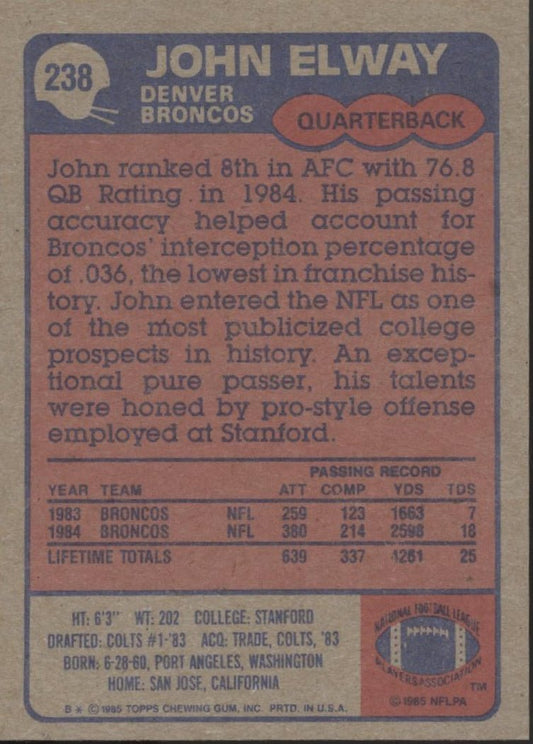 238
JOHN ELWAY
DENVER
BRONCOS
QUARTERBACK
John ranked 8th in AFC with 76.8
QB Rating in 1984. His passing
accuracy helped account for
Broncos' interception percentage
of .036, the lowest in franchise his-
tory. John entered the NFL as one
of the most publicized college
prospects in history. An excep-
tional pure passer, his talents
were honed by pro-style offense
employed at Stanford.
PASSING RECORD
YEAR TEAM ATT COMP YDS TDS
1983 BRONCOS NFL 259 123 1663 7
1984 BRONCOS NFL 380 214 2598 18
LIFETIME TOTALS 639 337 4261 25
HT: 6'3" WT: 202 COLLEGE: STANFORD
DRAFTED: COLTS #1-'83 ACQ: TRADE, COLTS, '83
BORN: 6-28-60, PORT ANGELES, WASHINGTON
HOME: SAN JOSE, CALIFORNIA
B * © 1985 TOPPS CHEWING GUM, INC. PRTD. IN U.S.A.
NATIONAL FOOTBALL LEAGUE
PLAYERS ASSOCIATION
TM
© 1985 NFLPA